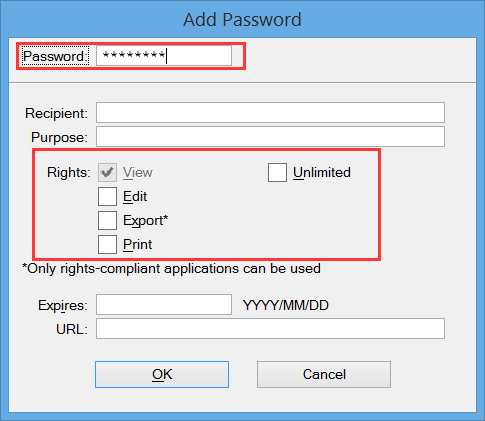 Add Password
Password: ********
Recipient:
Purpose:
Rights: View Unlimited
Edit
Export*
Print
*Only rights-compliant applications can be used
Expires: YYYY/MM/DD
URL:
OK Cancel